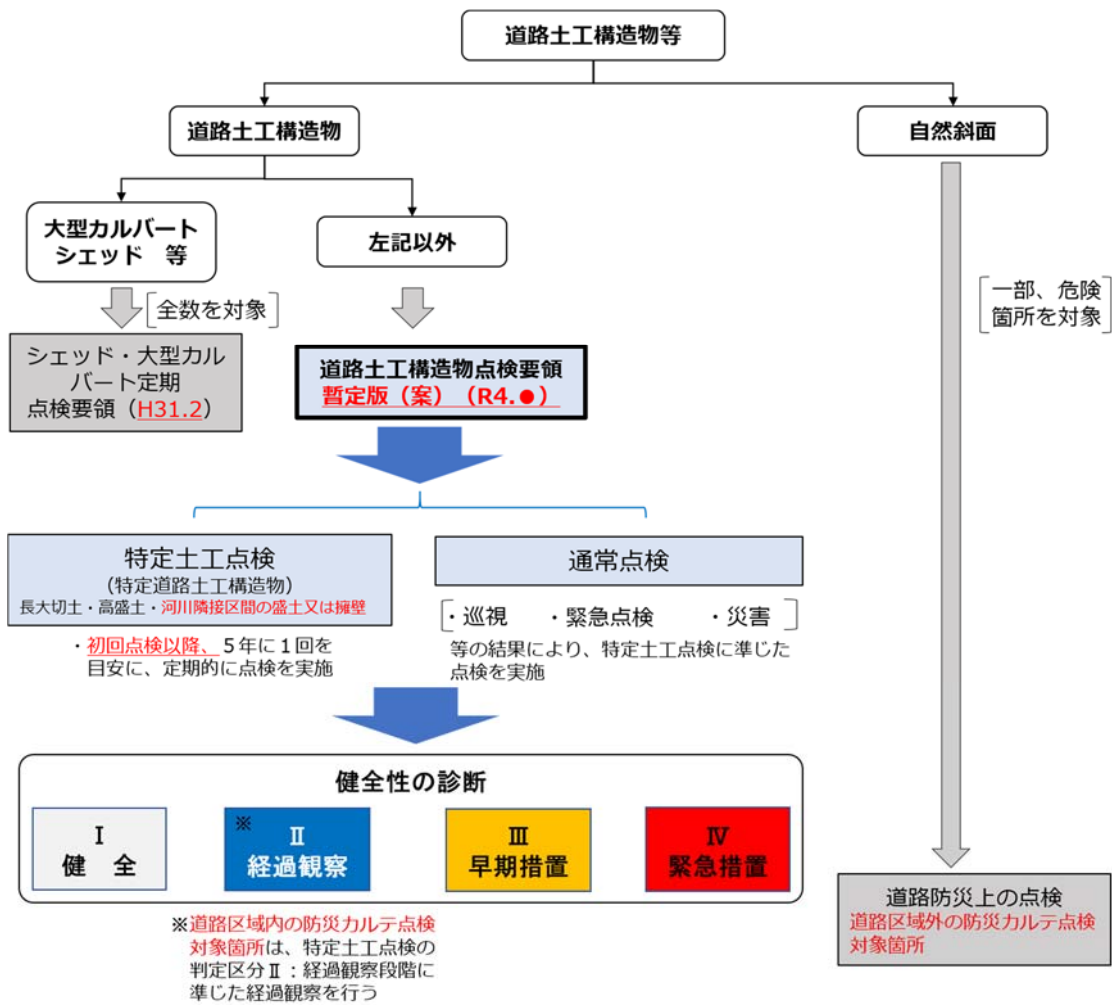 道路土工構造物等
道路土工構造物
自然斜面
大型カルバート
シェッド　等
左記以外
全数を対象
一部、危険
箇所を対象
シェッド・大型カル
バート定期
点検要領（H31.2）
道路土工構造物点検要領
暫定版（案）（R4.●）
特定土工点検
（特定道路土工構造物）
長大切土・高盛土・河川隣接区間の盛土又は擁壁
・初回点検以降、５年に１回を
目安に、定期的に点検を実施
通常点検
・巡視　・緊急点検　・災害
等の結果により、特定土工点検に準じた
点検を実施
健全性の診断
Ⅰ
健　全
※
Ⅱ
経過観察
Ⅲ
早期措置
Ⅳ
緊急措置
※道路区域内の防災カルテ点検
対象箇所は、特定土工点検の
判定区分Ⅱ：経過観察段階に
準じた経過観察を行う
道路防災上の点検
道路区域外の防災カルテ点検
対象箇所